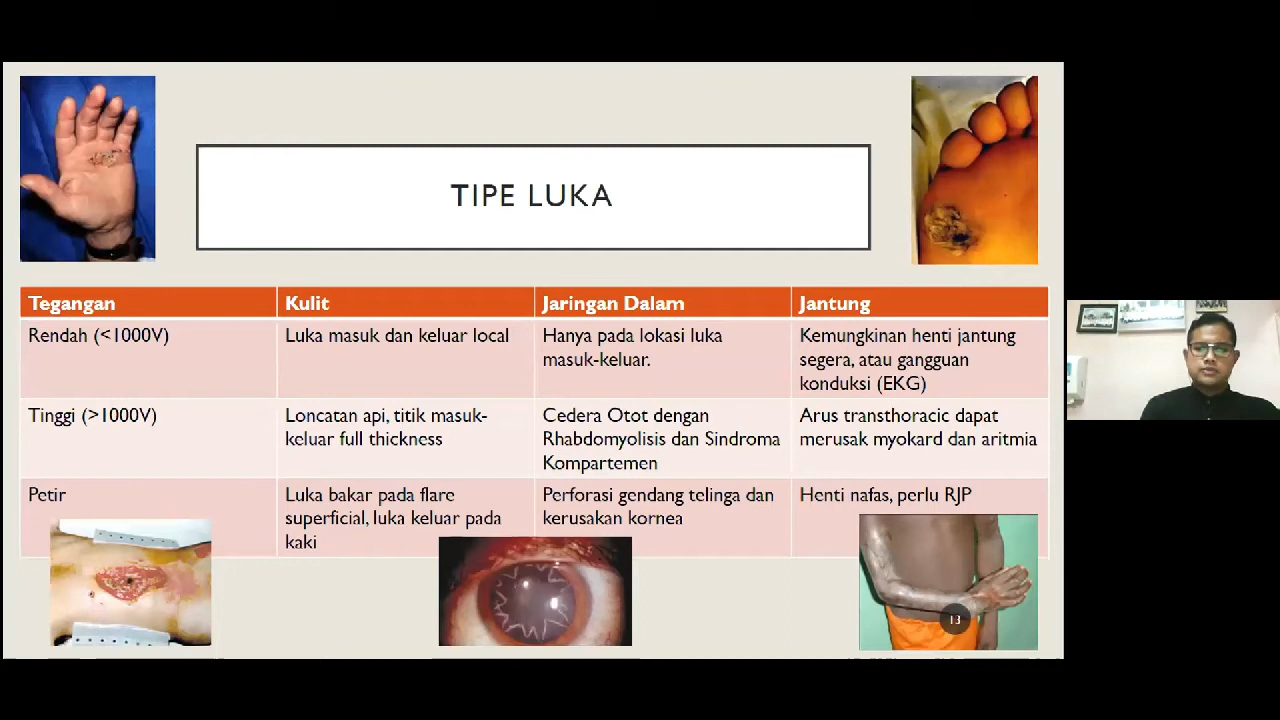 TIPE LUKA
Tegangan
Kulit
Jaringan Dalam
Jantung
Rendah (<1000V)
Luka masuk dan keluar local
Hanya pada lokasi luka
masuk-keluar.
Kemungkinan henti jantung
segera, atau gangguan
konduksi (EKG)
Tinggi (>1000V)
Loncatan api, titik masuk-
keluar full thickness
Cedera Otot dengan
Rhabdomyolisis dan Sindroma
Kompartemen
Arus transthoracic dapat
merusak myokard dan aritmia
Petir
Luka bakar pada flare
superficial, luka keluar pada
kaki
Perforasi gendang telinga dan
kerusakan kornea
Henti nafas, perlu RJP
13